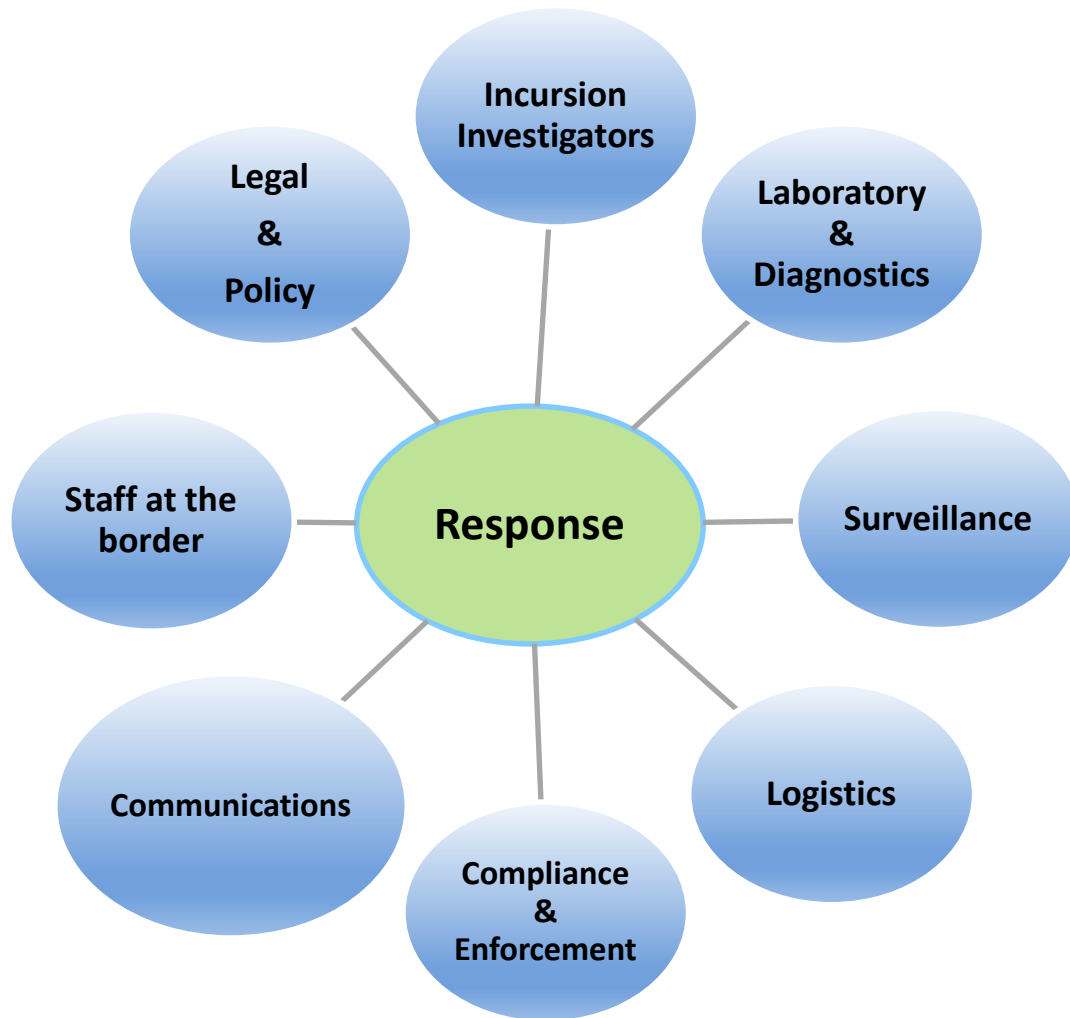 Incursion
Investigators
Legal
&
Policy
Laboratory
&
Diagnostics
Staff at the
border
Response
Surveillance
Communications
Logistics
Compliance
&
Enforcement